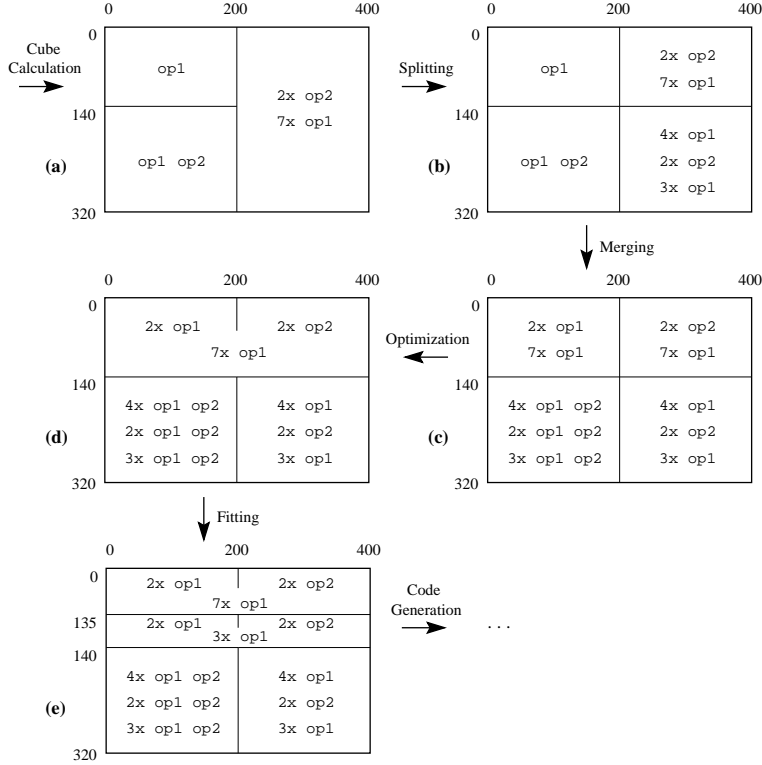 0 200 400
0
Cube
Calculation
op1
2x op2
7x op1
140
(a)
op1 op2
320
Splitting
0 200 400
0
op1
2x op2
7x op1
140
(b)
op1 op2
4x op1
2x op2
3x op1
320
Merging
0 200 400
0
2x op1 2x op2
7x op1 7x op1
140
(c)
4x op1 op2 4x op1
2x op1 op2 2x op2
3x op1 op2 3x op1
320
Optimization
0 200 400
0
2x op1 2x op2
7x op1
140
(d)
4x op1 op2 4x op1
2x op1 op2 2x op2
3x op1 op2 3x op1
320
Fitting
0 200 400
0
2x op1 2x op2
7x op1
135
2x op1 2x op2
3x op1
140
(e)
4x op1 op2 4x op1
2x op1 op2 2x op2
3x op1 op2 3x op1
320
Code
Generation
. . .